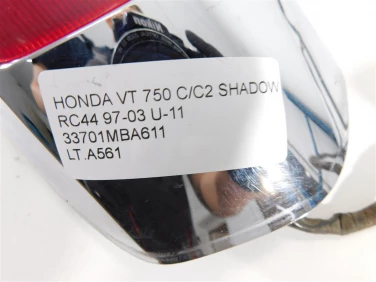 HONDA VT 750 C/C2 SHADOW
RC44 97-03 U-11
33701MBA611
LT.A561